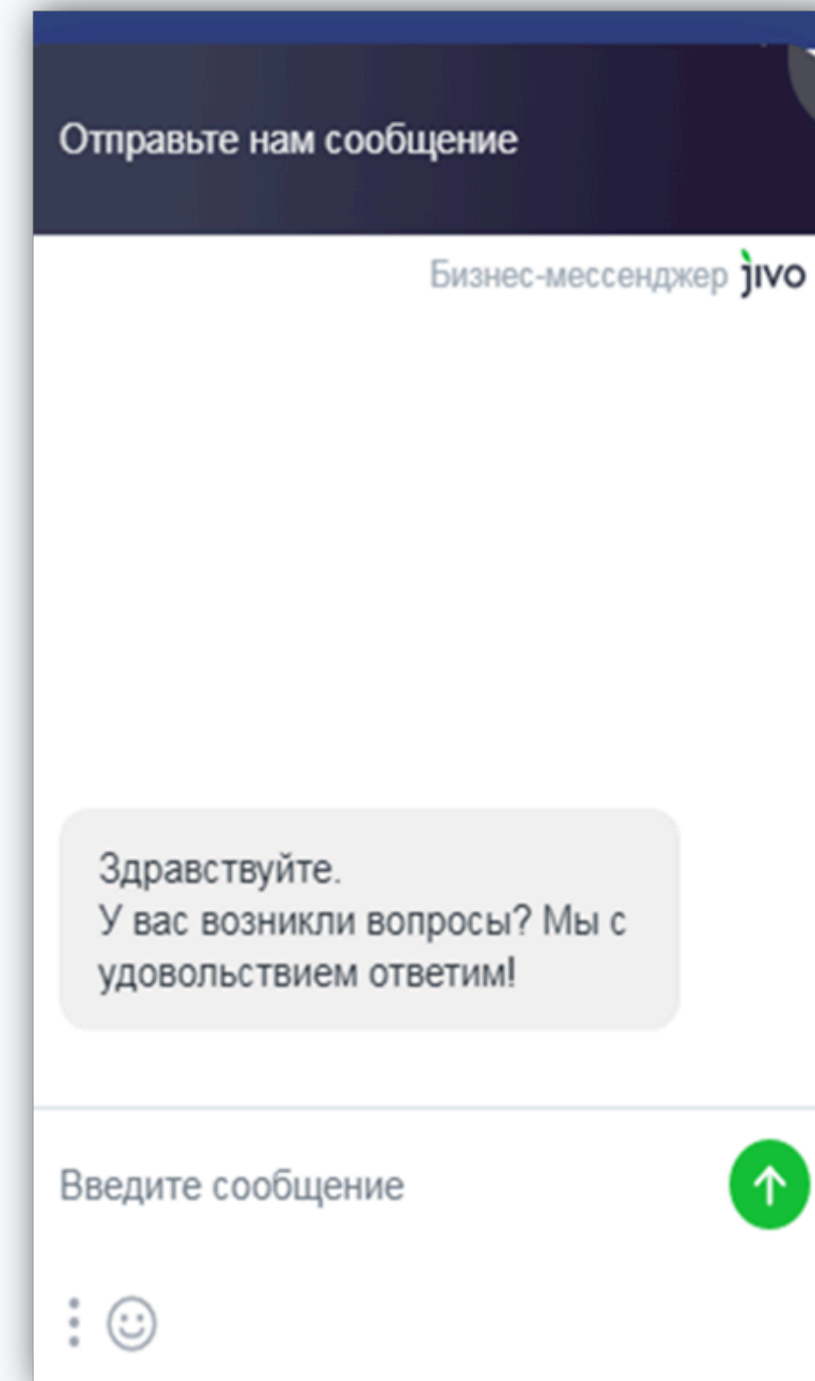 Отправьте нам сообщение
Бизнес-мессенджер jivo
Здравствуйте.
У вас возникли вопросы? Мы с
удовольствием ответим!
Введите сообщение